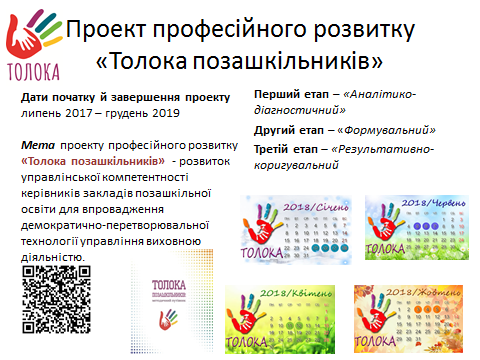 Проект професійного розвитку
«Толока позашкільників»
ТОЛОКА
Дати початку й завершення проекту
липень 2017 – грудень 2019
Мета проекту професійного розвитку
«Толока позашкільників» - розвиток
управлінської компетентності
керівників закладів позашкільної
освіти для впровадження
демократично-перетворювальної
технології управління виховною
діяльністю.
Перший етап – «Аналітико-
діагностичний»
Другий етап – «Формувальний»
Третій етап – «Результативно-
коригувальний
ТОЛОКА
ПОЗАШКІЛЬНИКІВ
2018/Січень
ТОЛОКА
2018/Червень
ТОЛОКА
2018/Квітень
ТОЛОКА
2018/Жовтень
ТОЛОКА